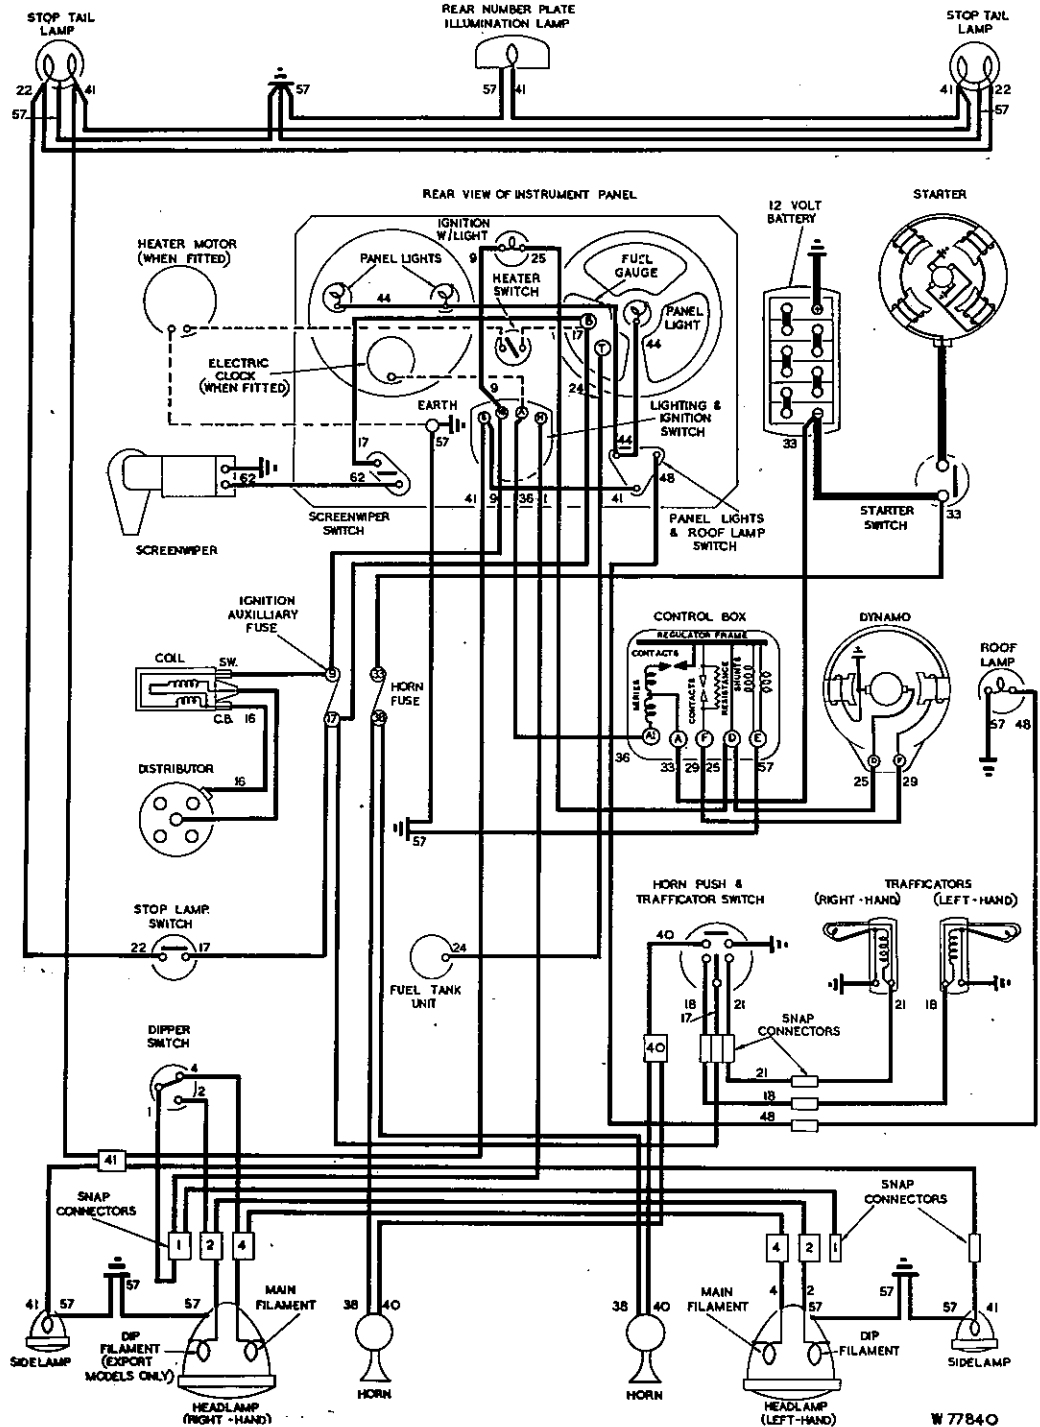 STOP TAIL
LAMP
REAR NUMBER PLATE
ILLUMINATION LAMP
STOP TAIL
LAMP
22
41
57
57
57
41
41
22
57
REAR VIEW OF INSTRUMENT PANEL
12 VOLT
BATTERY
STARTER
HEATER MOTOR
(WHEN FITTED)
PANEL LIGHTS
IGNITION
W/LIGHT
9
25
HEATER
SWITCH
FUEL
GAUGE
PANEL
LIGHT
44
17
T
44
ELECTRIC
CLOCK
(WHEN FITTED)
9
24
EARTH
57
A
H
LIGHTING &
IGNITION
SWITCH
33
17
62
62
44
48
41
9
36
1
41
SCREENWIPER
SWITCH
PANEL LIGHTS
& ROOF LAMP
SWITCH
STARTER
SWITCH
33
SCREENWIPER
IGNITION
AUXILLIARY
FUSE
COIL
SW.
C.B.
16
9
33
HORN
FUSE
17
38
CONTROL BOX
REGULATOR FRAME
CONTACTS
SERIES
CONTACTS
RESISTANCE
SHUNTS
A1
A
F
D
E
36
33
29
25
57
DYNAMO
D
F
25
29
ROOF
LAMP
57
48
DISTRIBUTOR
16
57
STOP LAMP
SWITCH
22
17
24
FUEL TANK
UNIT
HORN PUSH &
TRAFFICATOR SWITCH
40
18
17
21
TRAFFICATORS
(RIGHT-HAND)
(LEFT-HAND)
21
18
SNAP
CONNECTORS
40
21
18
48
DIPPER
SWITCH
4
1
2
41
SNAP
CONNECTORS
1
2
4
SNAP
CONNECTORS
4
2
1
41
57
57
57
MAIN
FILAMENT
DIP
FILAMENT
(EXPORT
MODELS ONLY)
SIDELAMP
HEADLAMP
(RIGHT-HAND)
38
40
HORN
38
40
HORN
MAIN
FILAMENT
4
2
57
57
57
41
DIP
FILAMENT
SIDELAMP
HEADLAMP
(LEFT-HAND)
W77840